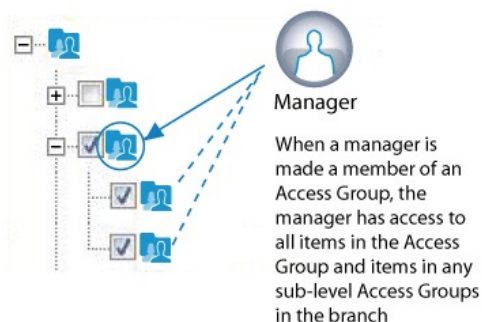 Manager
When a manager is
made a member of an
Access Group, the
manager has access to
all items in the Access
Group and items in any
sub-level Access Groups
in the branch